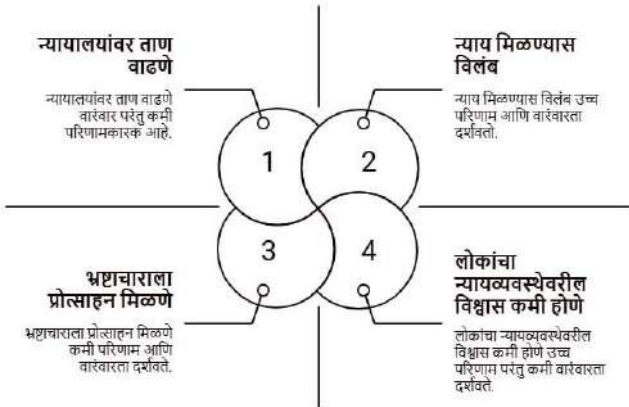 न्यायालयांवर ताण
वाढणे
न्यायालयांवर ताण वाढणे
वारंवार परंतु कमी
परिणामकारक आहे.
न्याय मिळण्यास
विलंब
न्याय मिळण्यास विलंब उच्च
परिणाम आणि वारंवारता
दर्शवतो.
1
2
3
4
भ्रष्टाचाराला
प्रोत्साहन मिळणे
भ्रष्टाचाराला प्रोत्साहन मिळणे
कमी परिणाम आणि
वारंवारता दर्शवते.
लोकांचा
न्यायव्यवस्थेवरील
विश्वास कमी होणे
लोकांचा न्यायव्यवस्थेवरील
विश्वास कमी होणे उच्च
परिणाम परंतु कमी वारंवारता
दर्शवते.